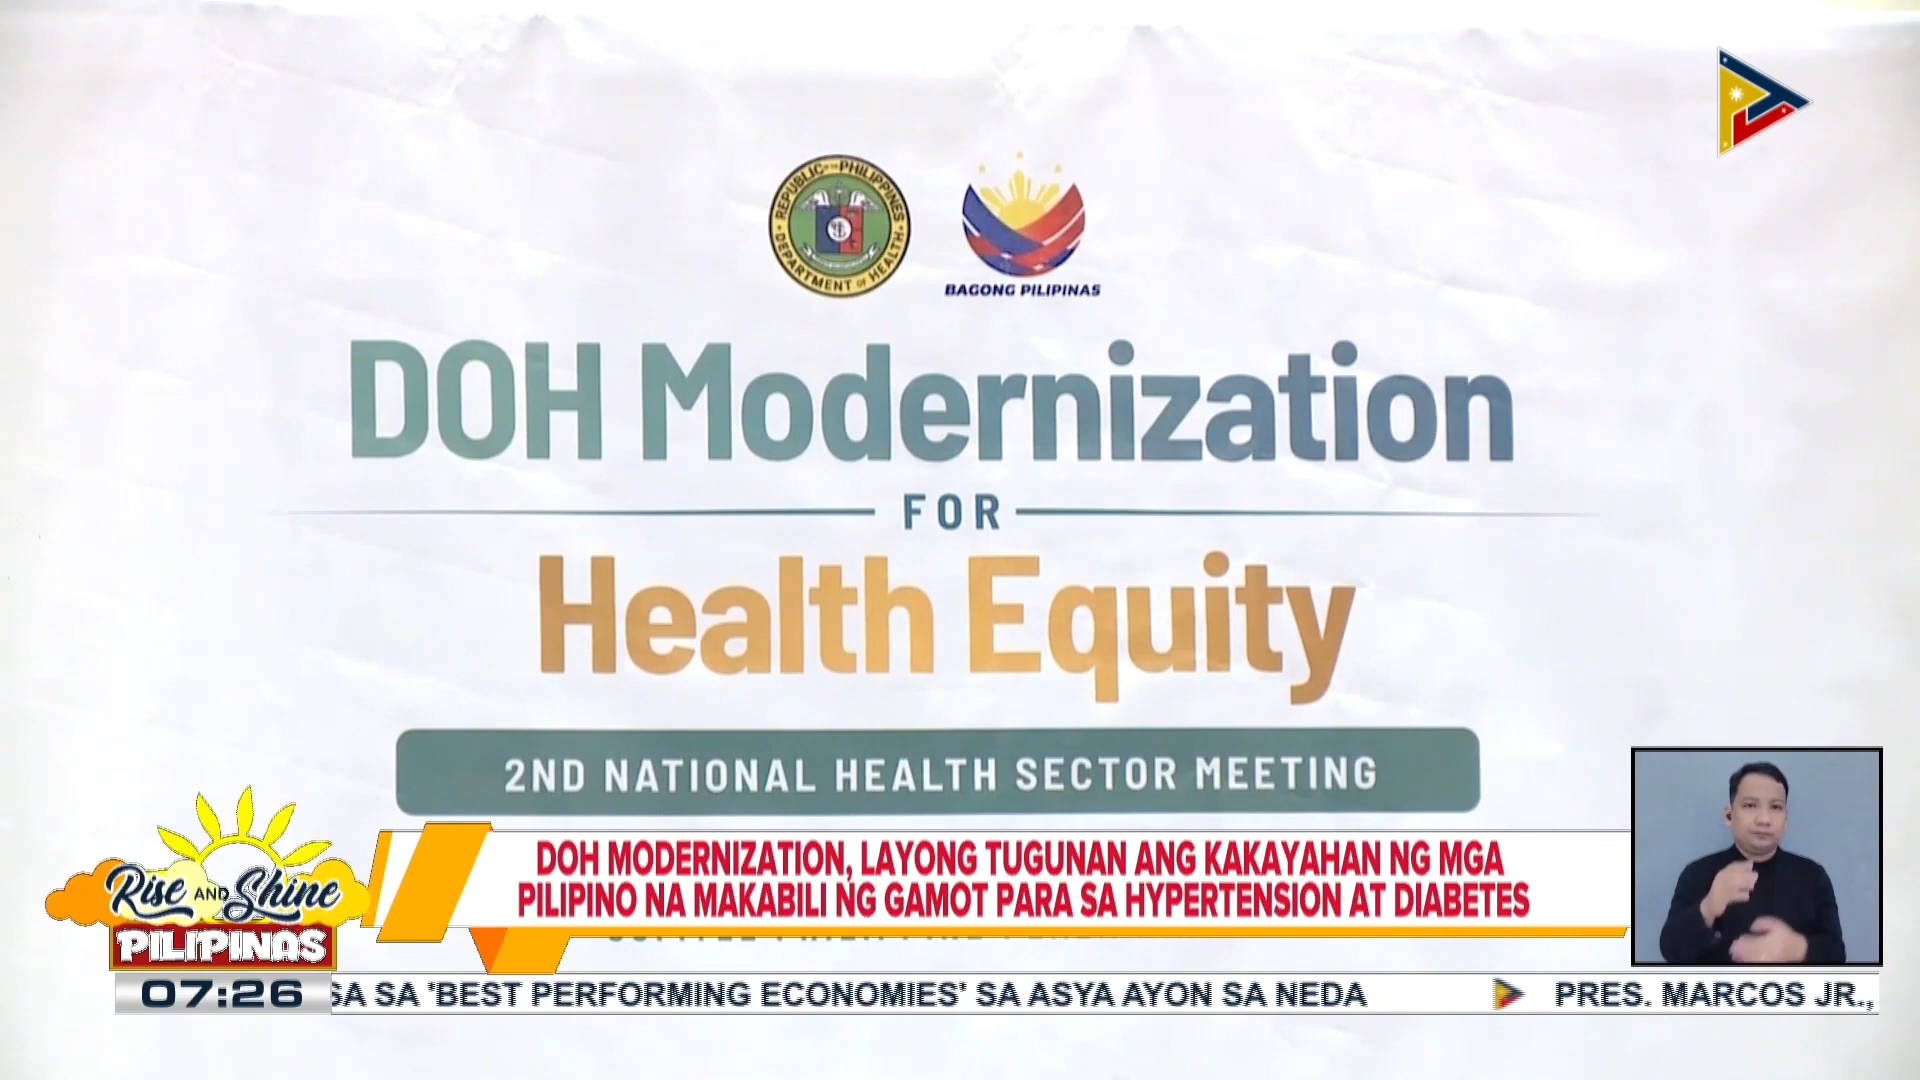 REPUBLIC OF THE PHILIPPINES
DEPARTMENT OF HEALTH
BAGONG PILIPINAS
DOH Modernization
FOR
Health Equity
2ND NATIONAL HEALTH SECTOR MEETING
DOH MODERNIZATION, LAYONG TUGUNAN ANG KAKAYAHAN NG MGA
PILIPINO NA MAKABILI NG GAMOT PARA SA HYPERTENSION AT DIABETES
Rise AND Shine
PILIPINAS
07:26
SA SA 'BEST PERFORMING ECONOMIES' SA ASYA AYON SA NEDA
PRES. MARCOS JR.,